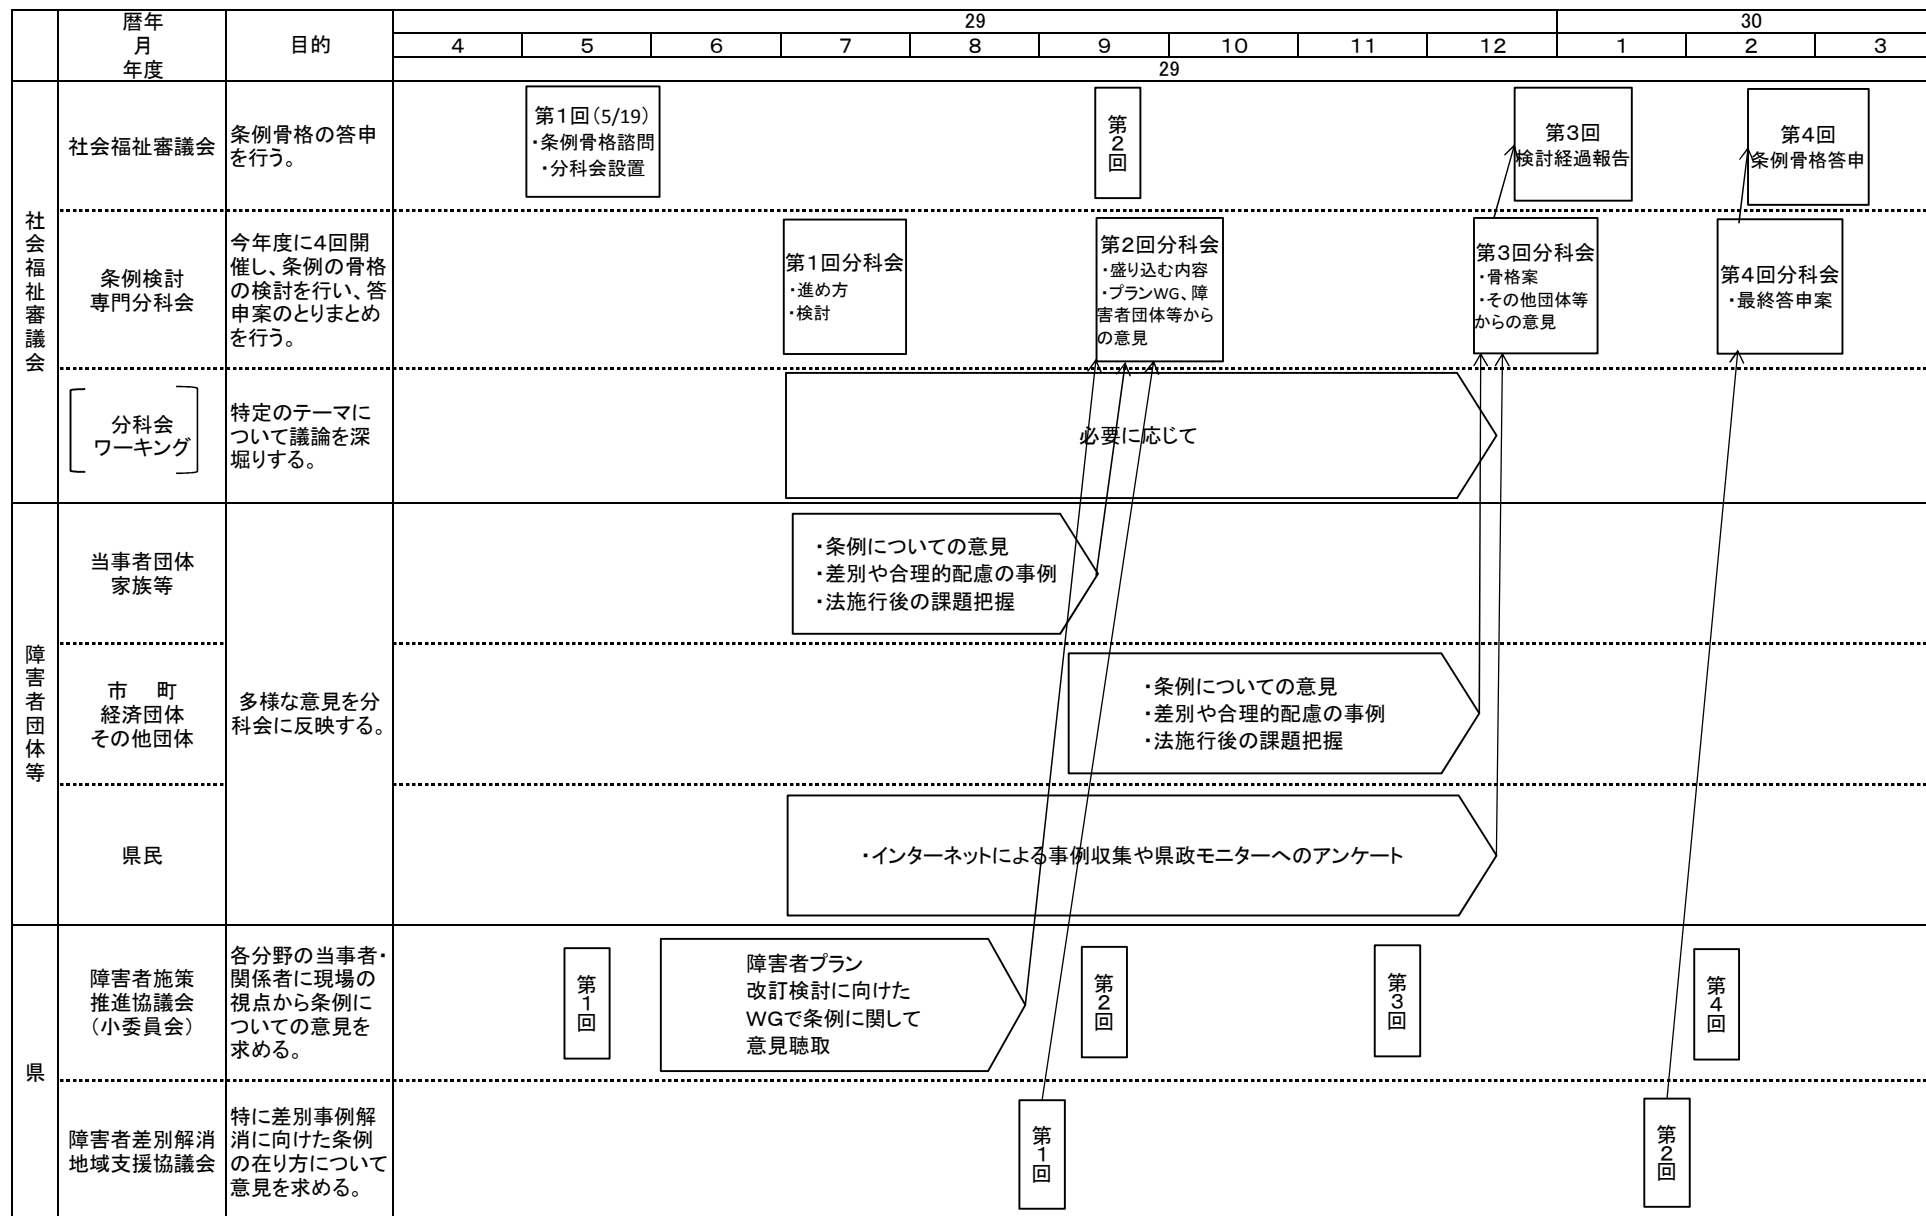 暦年
月
年度
目的
29
30
4
5
6
7
8
9
10
11
12
1
2
3
29
社会福祉審議会
社会福祉審議会
条例骨格の答申
を行う。
第1回(5/19)
・条例骨格諮問
・分科会設置
第2回
第3回
検討経過報告
第4回
条例骨格答申
条例検討
専門分科会
今年度に4回開
催し、条例の骨格
の検討を行い、答
申案のとりまとめ
を行う。
第1回分科会
・進め方
・検討
第2回分科会
・盛り込む内容
・プランWG、障
害者団体等から
の意見
第3回分科会
・骨格案
・その他団体等
からの意見
第4回分科会
・最終答申案
分科会
ワーキング
特定のテーマに
ついて議論を深
堀りする。
必要に応じて
障害者団体等
当事者団体
家族等
多様な意見を分
科会に反映する。
・条例についての意見
・差別や合理的配慮の事例
・法施行後の課題把握
市 町
経済団体
その他団体
・条例についての意見
・差別や合理的配慮の事例
・法施行後の課題把握
県民
・インターネットによる事例収集や県政モニターへのアンケート
県
障害者施策
推進協議会
(小委員会)
各分野の当事者・
関係者に現場の
視点から条例に
ついての意見を
求める。
第1回
障害者プラン
改訂検討に向けた
WGで条例に関して
意見聴取
第2回
第3回
第4回
障害者差別解消
地域支援協議会
特に差別事例解
消に向けた条例
の在り方について
意見を求める。
第1回
第2回